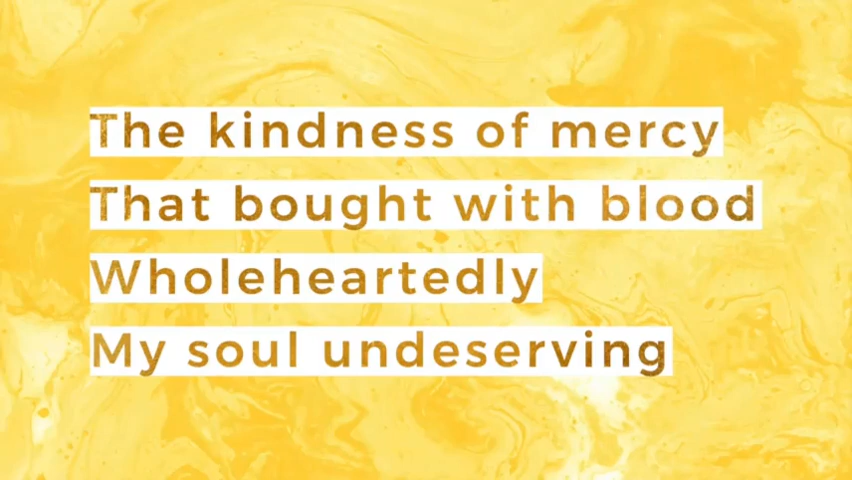 The kindness of mercy
That bought with blood
Wholeheartedly
My soul undeserving